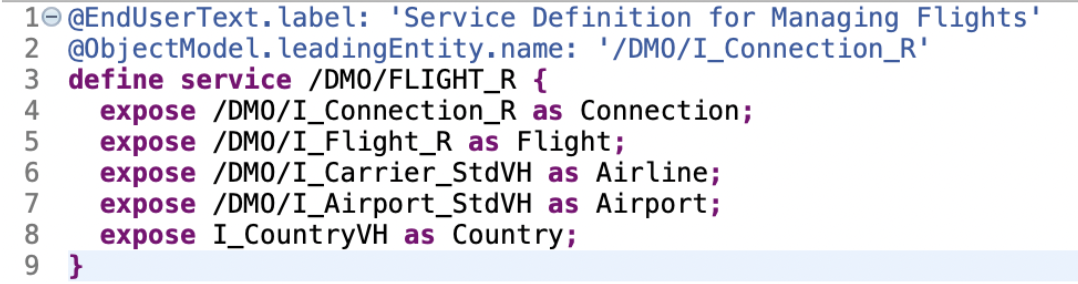 1 @EndUserText.label: 'Service Definition for Managing Flights'
2 @ObjectModel.leadingEntity.name: '/DMO/I_Connection_R'
3 define service /DMO/FLIGHT_R {
4   expose /DMO/I_Connection_R as Connection;
5   expose /DMO/I_Flight_R as Flight;
6   expose /DMO/I_Carrier_StdVH as Airline;
7   expose /DMO/I_Airport_StdVH as Airport;
8   expose I_CountryVH as Country;
9 }